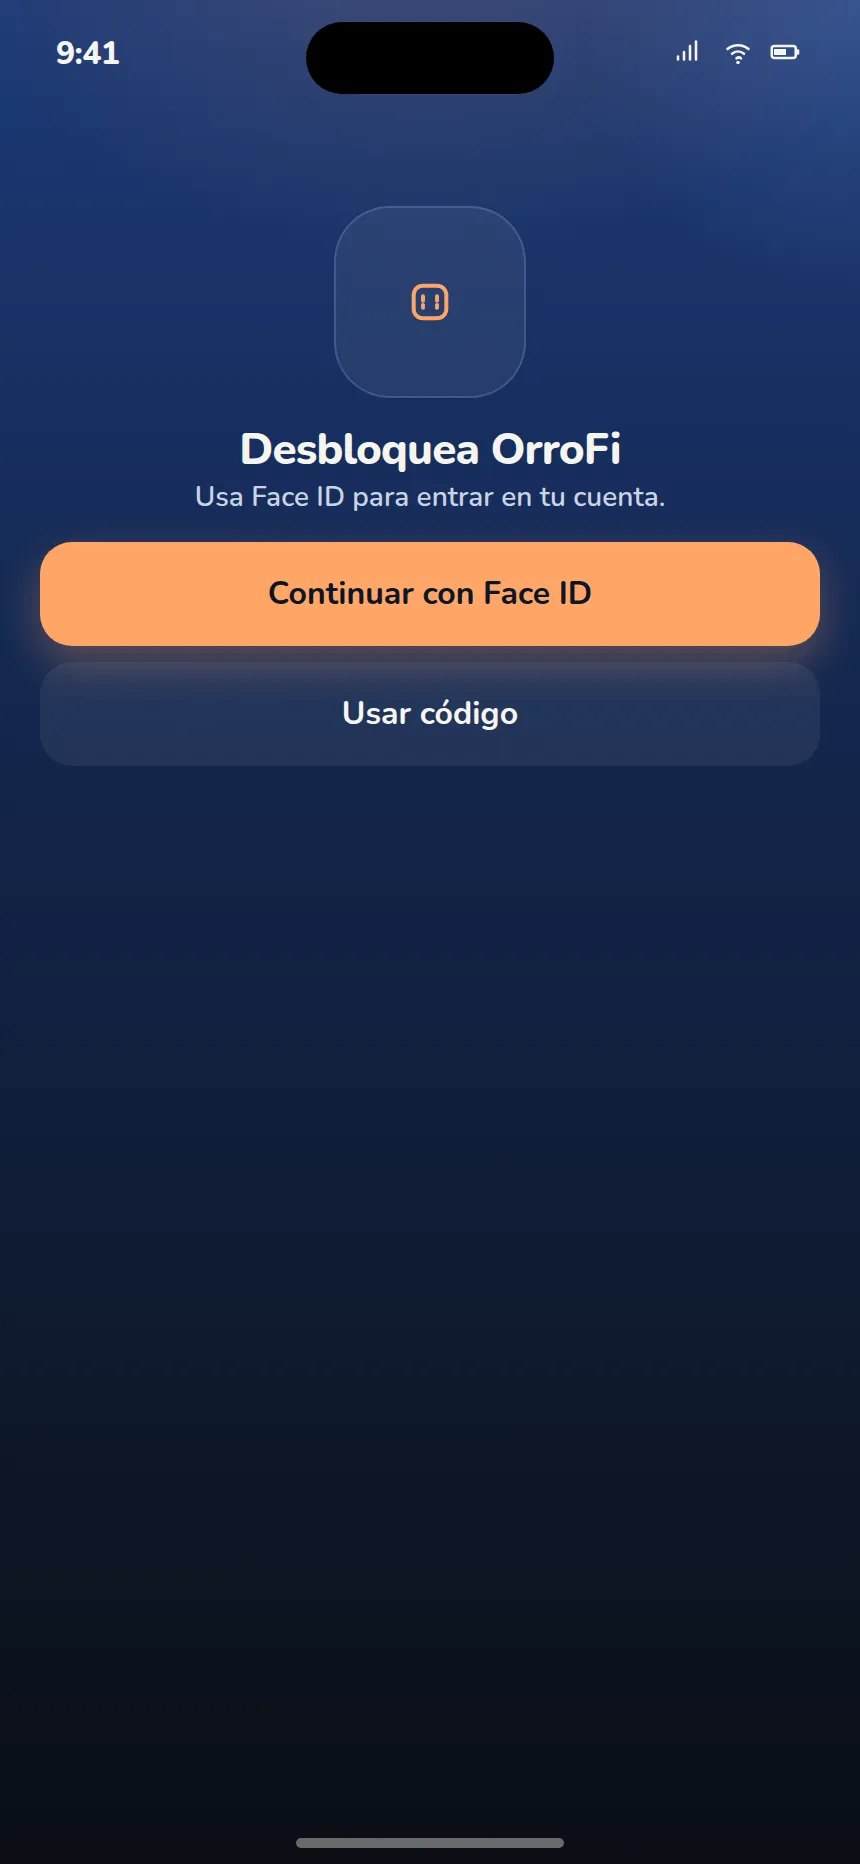 9:41
Desbloquea OrroFi
Usa Face ID para entrar en tu cuenta.
Continuar con Face ID
Usar código